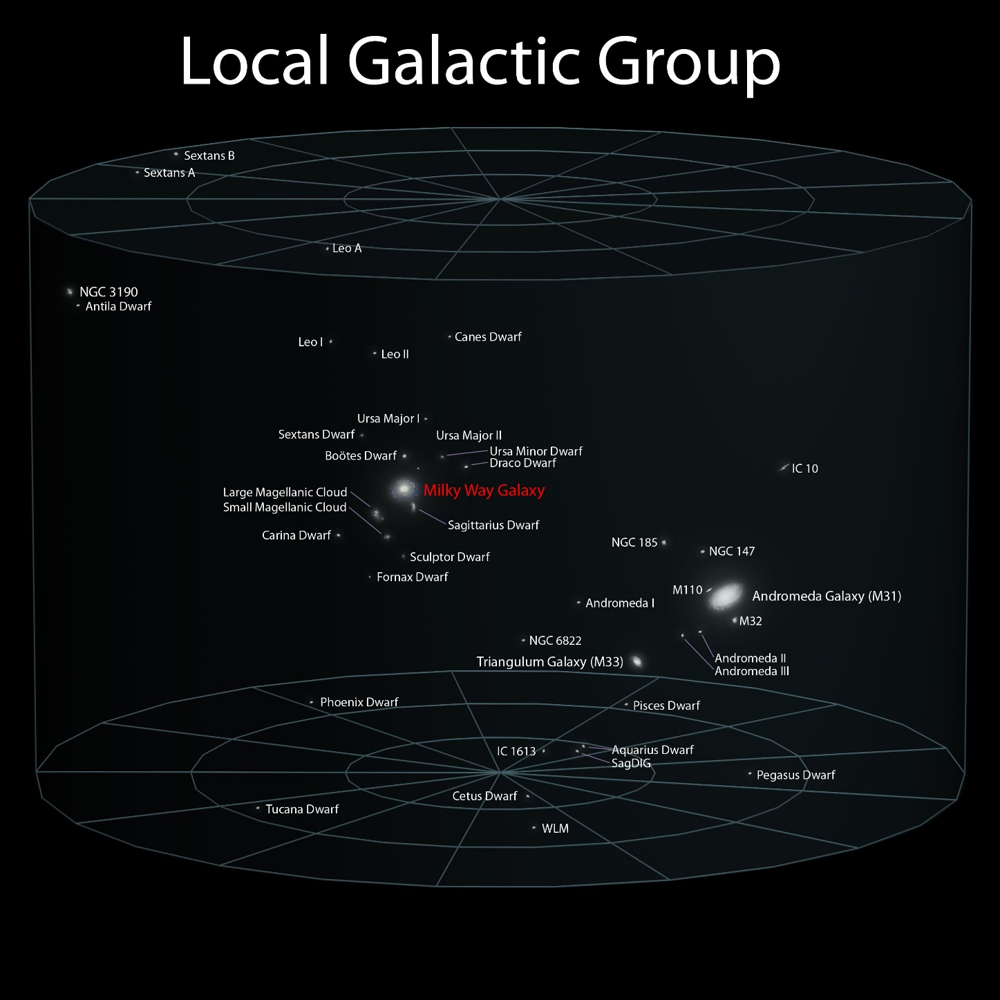 Local Galactic Group
Sextans B
Sextans A
Leo A
NGC 3190
Antila Dwarf
Leo I
Canes Dwarf
Leo II
Ursa Major I
Sextans Dwarf
Ursa Major II
Ursa Minor Dwarf
Boötes Dwarf
Draco Dwarf
IC 10
Milky Way Galaxy
Large Magellanic Cloud
Small Magellanic Cloud
Sagittarius Dwarf
Carina Dwarf
NGC 185
NGC 147
Sculptor Dwarf
Fornax Dwarf
M110
Andromeda Galaxy (M31)
Andromeda I
M32
NGC 6822
Andromeda II
Triangulum Galaxy (M33)
Andromeda III
Phoenix Dwarf
Pisces Dwarf
IC 1613
Aquarius Dwarf
SagDIG
Pegasus Dwarf
Cetus Dwarf
Tucana Dwarf
WLM